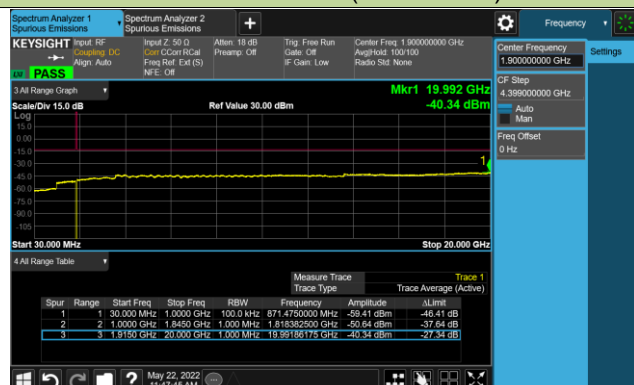 Spectrum Analyzer 1
Spurious Emissions
Spectrum Analyzer 2
Spurious Emissions
Frequency
KEYSIGHT
Input: RF
Coupling: DC
Align: Auto
Input Z: 50 Ω
Corr CCorr RCal
Freq Ref: Ext (S)
NFE: Off
Atten: 18 dB
Preamp: Off
Trig: Free Run
Gate: Off
IF Gain: Low
Center Freq: 1.900000000 GHz
Avg|Hold: 100/100
Radio Std: None
PASS
Center Frequency
1.900000000 GHz
Settings
CF Step
4.399000000 GHz
Auto
Man
Freq Offset
0 Hz
3 All Range Graph
Mkr1 19.992 GHz
Scale/Div 15.0 dB
Ref Value 30.00 dBm
-40.34 dBm
Log
15.0
0.00
-15.0
-30.0
-45.0
-60.0
-75.0
-90.0
-105
1
Start 30.000 MHz
Stop 20.000 GHz
4 All Range Table
Measure Trace Trace 1
Trace Type Trace Average (Active)
Spur Range Start Freq Stop Freq RBW Frequency Amplitude ΔLimit
1 1 30.000 MHz 1.0000 GHz 100.0 kHz 871.4750000 MHz -59.41 dBm -46.41 dB
2 2 1.0000 GHz 1.8450 GHz 1.000 MHz 1.818382500 GHz -50.64 dBm -37.64 dB
3 3 1.9150 GHz 20.000 GHz 1.000 MHz 19.99186175 GHz -40.34 dBm -27.34 dB
May 22, 2022